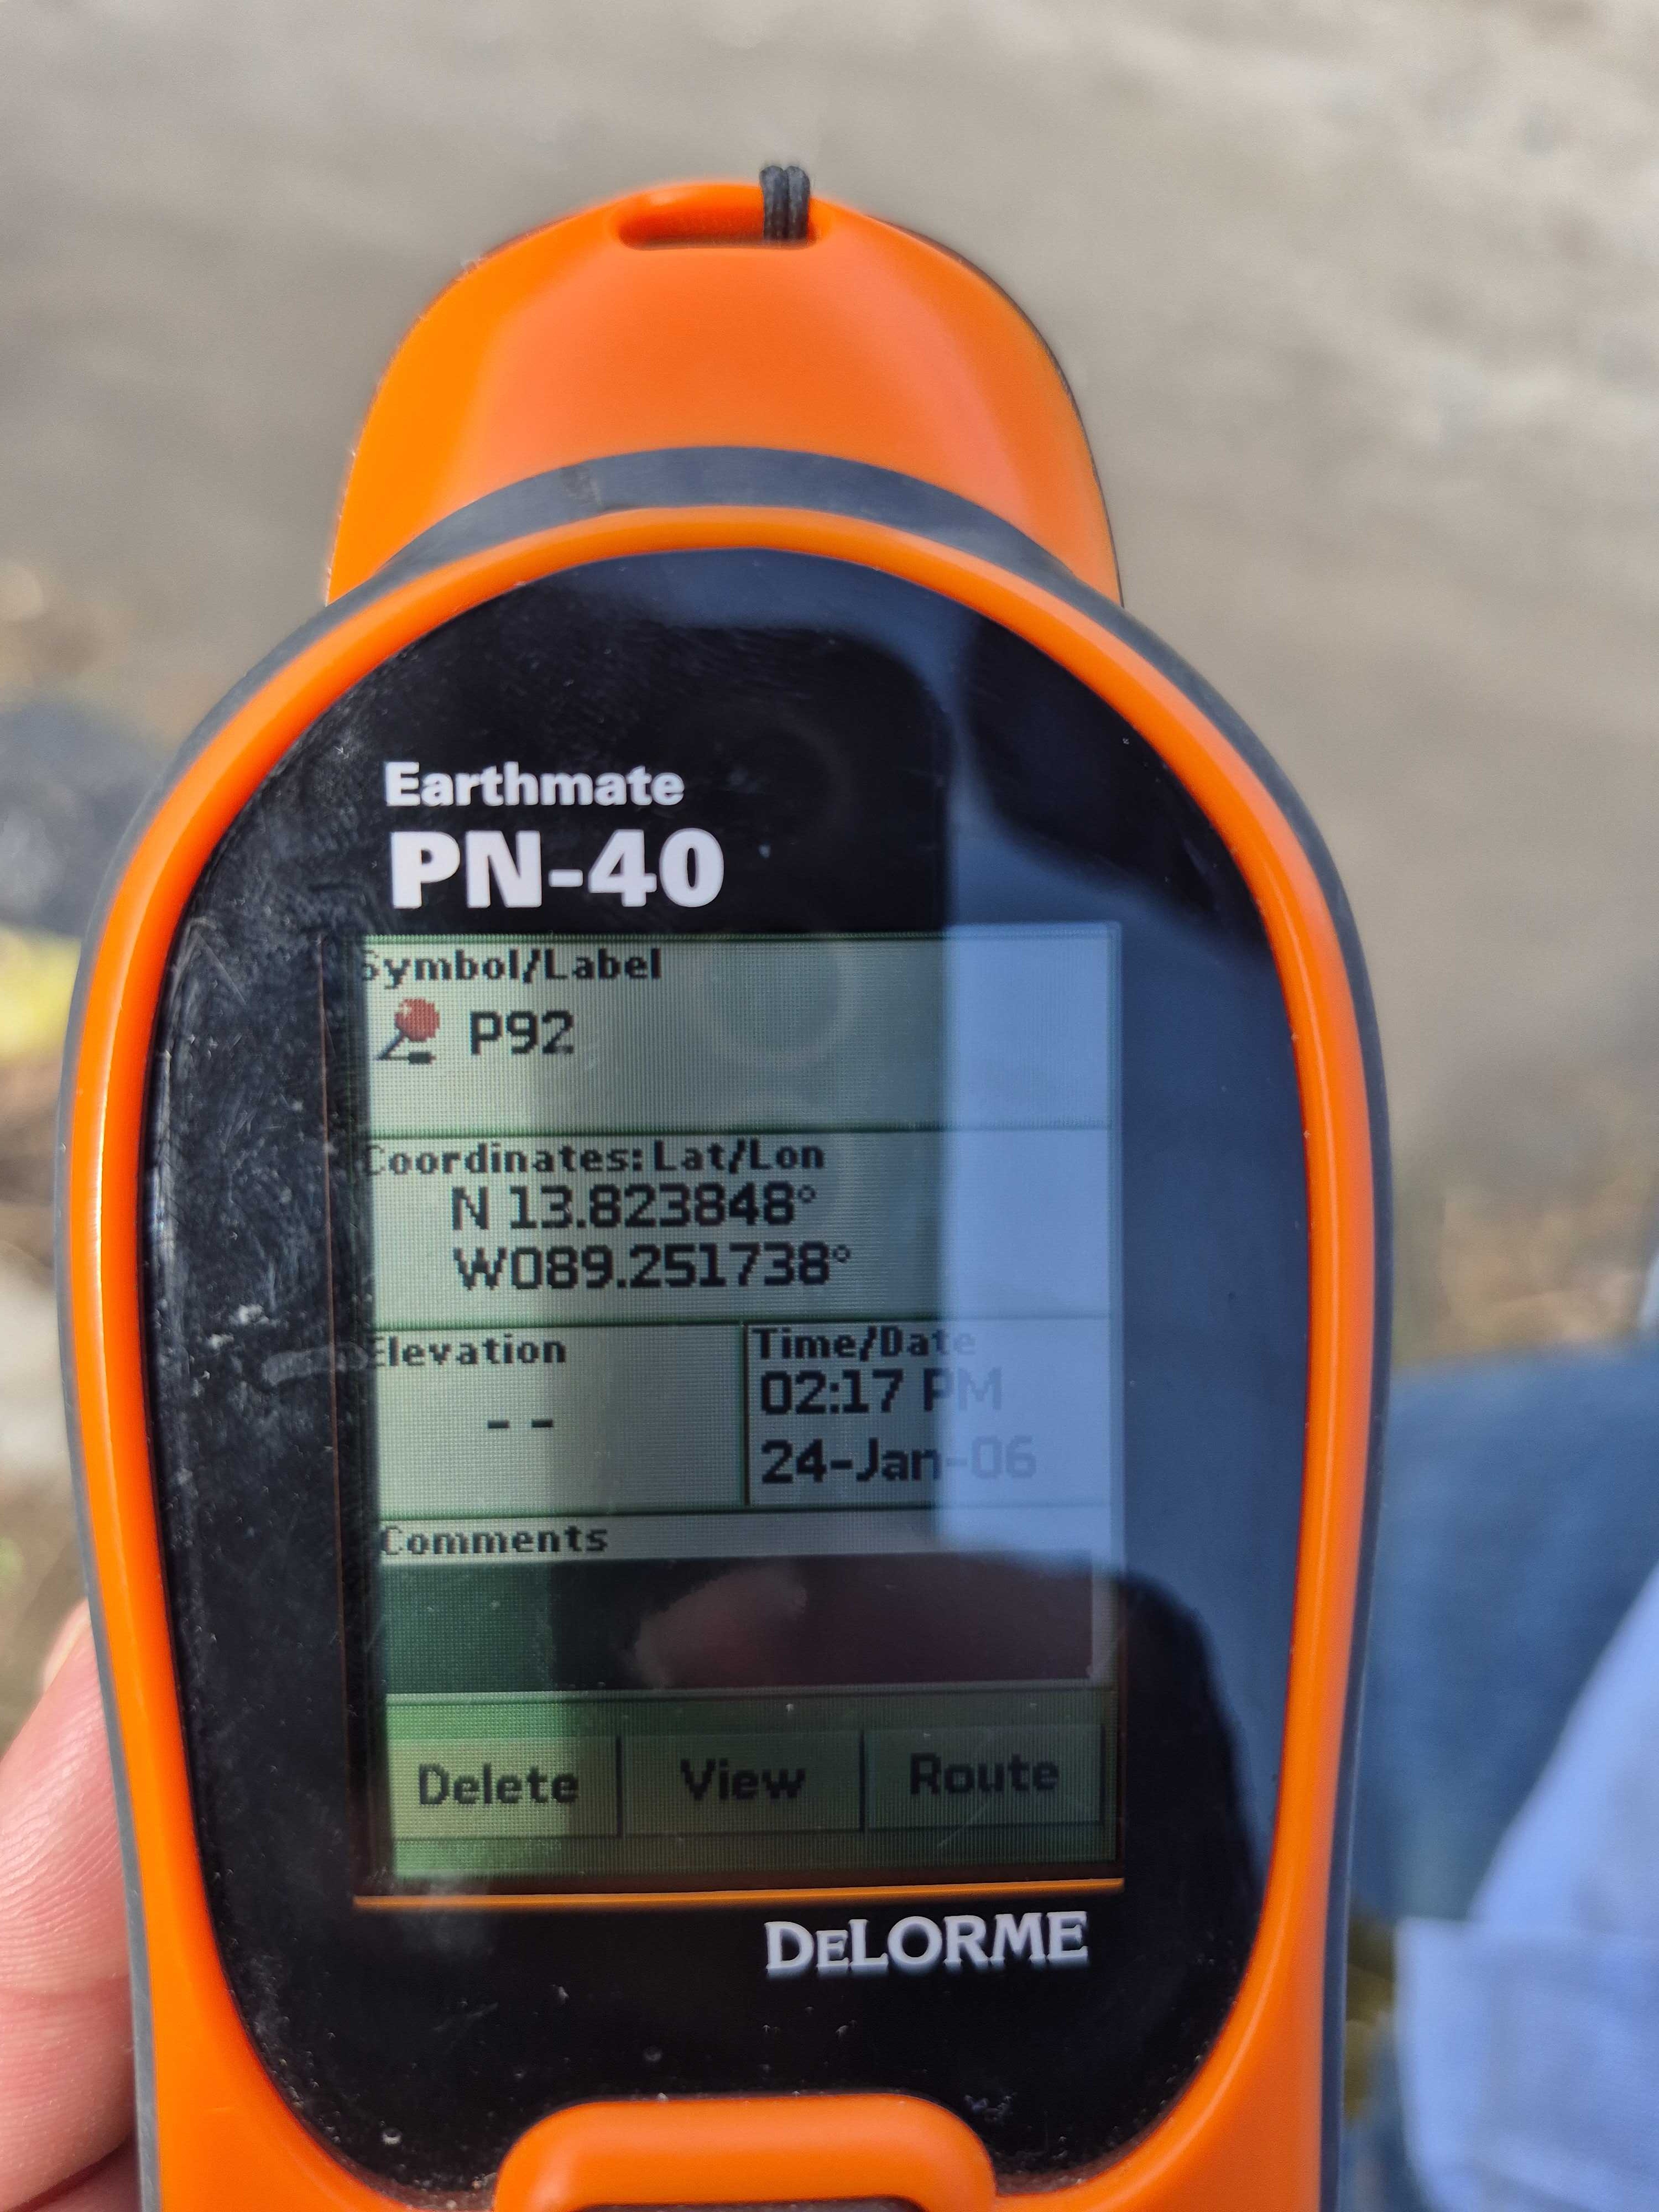 Earthmate
PN-40
Symbol/Label
P92
Coordinates: Lat/Lon
N 13.823848°
W089.251738°
Elevation
--
Time/Date
02:17 PM
24-Jan-06
Comments
Delete View Route
DELORME